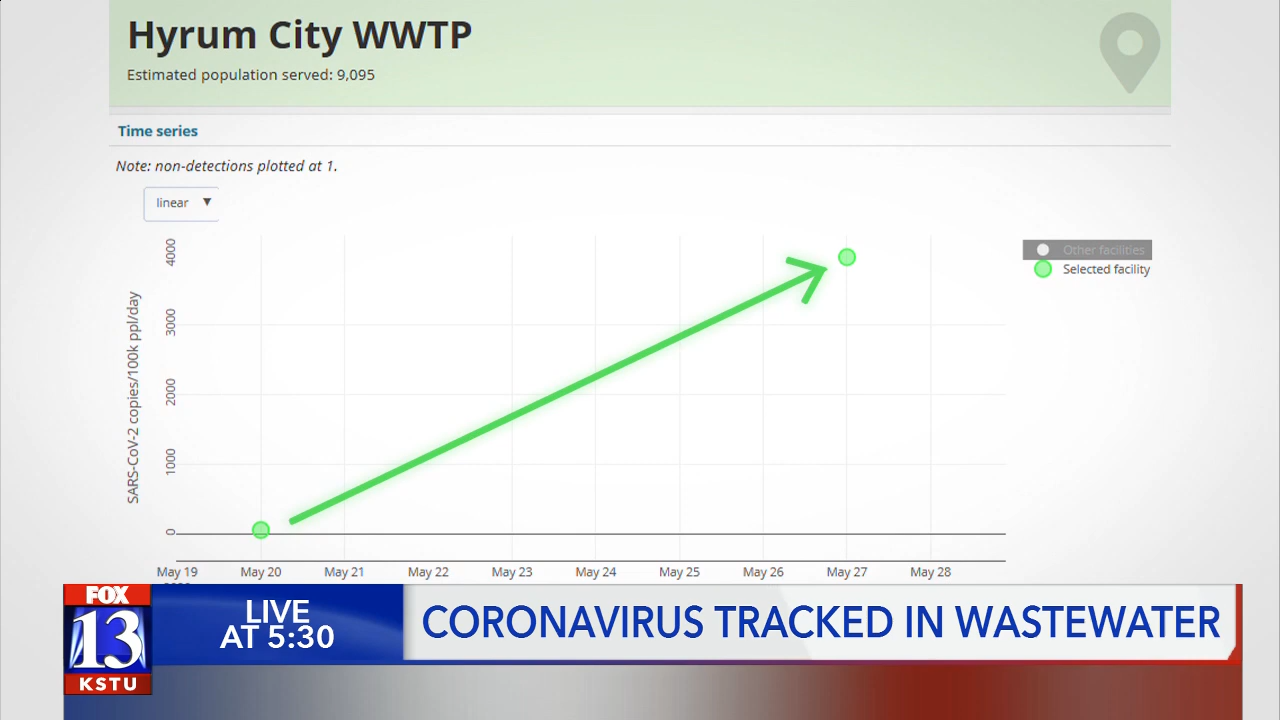 Hyrum City WWTP
Estimated population served: 9,095
Time series
Note: non-detections plotted at 1.
linear ▼
4000
3000
2000
1000
0
SARS-CoV-2 copies/100k ppl/day
Other facilities
Selected facility
May 19 May 20 May 21 May 22 May 23 May 24 May 25 May 26 May 27 May 28
FOX
13
KSTU
LIVE
AT 5:30
CORONAVIRUS TRACKED IN WASTEWATER